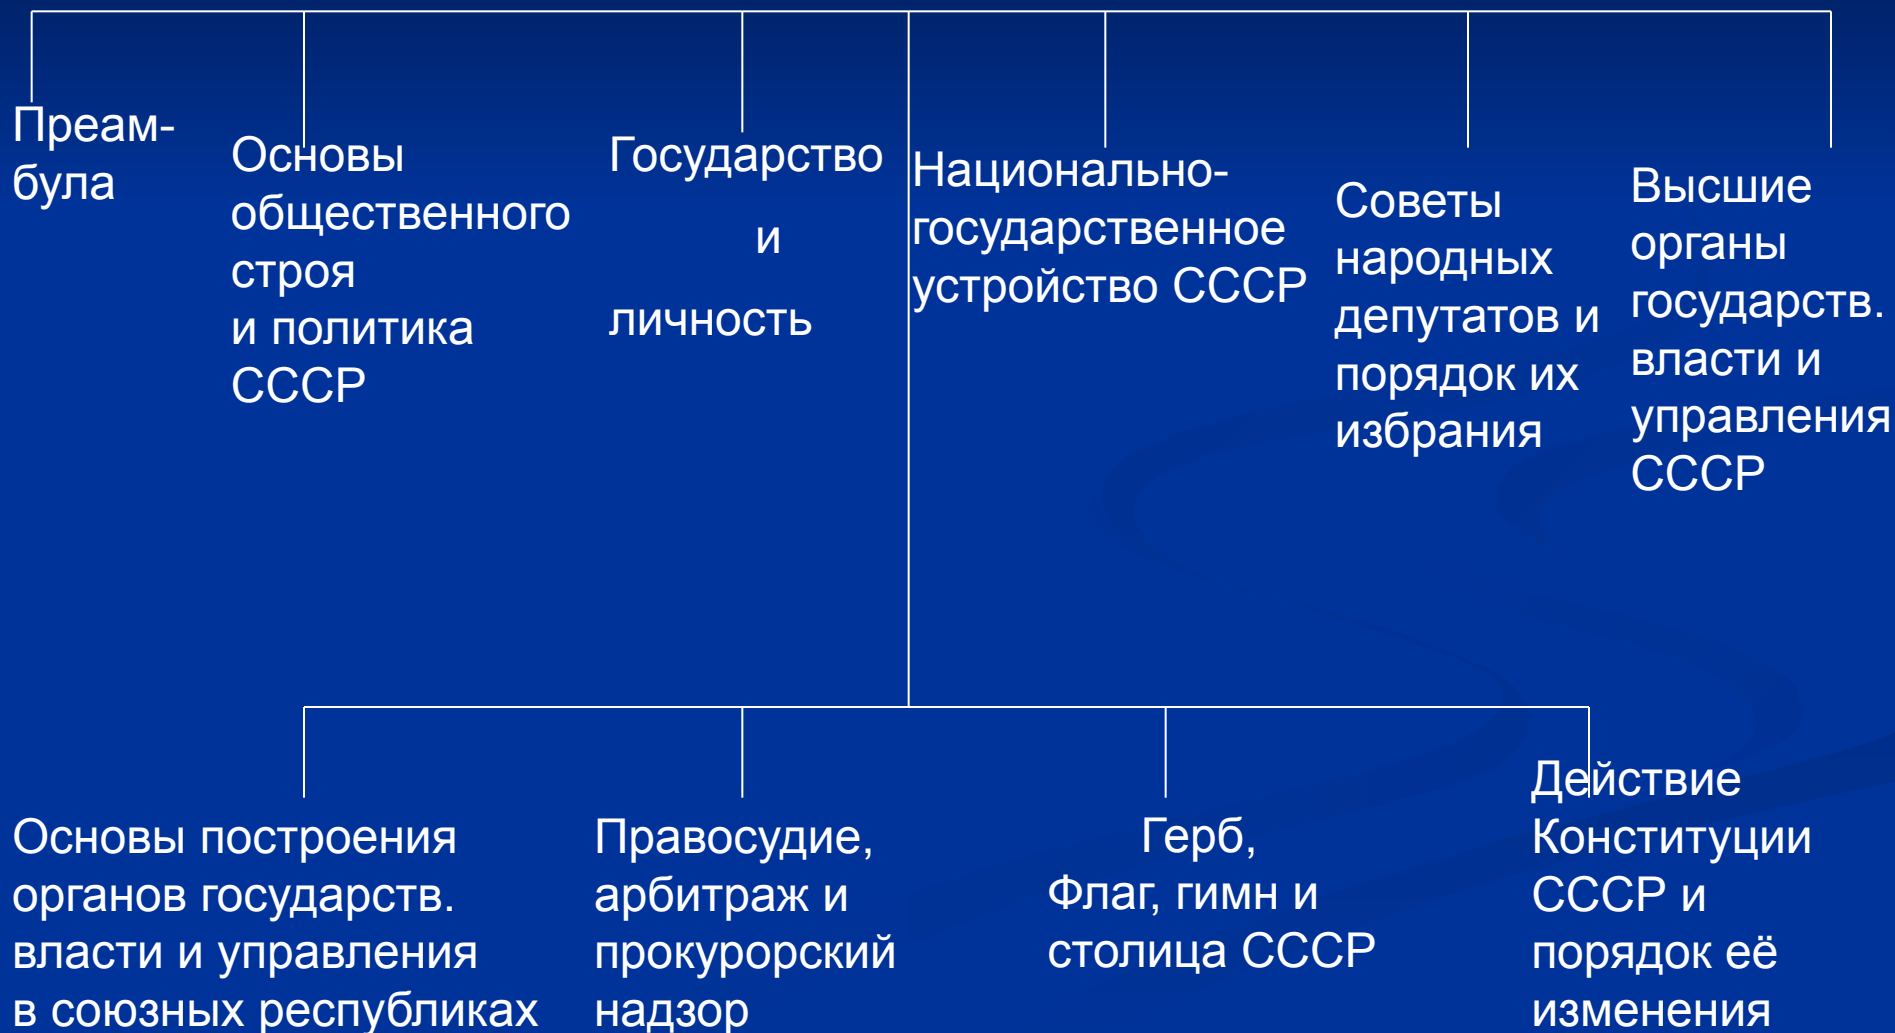 Преам-
була
Основы
общественного
строя
и политика
СССР
Государство
и
личность
Национально-
государственное
устройство СССР
Советы
народных
депутатов и
порядок их
избрания
Высшие
органы
государств.
власти и
управления
СССР
Основы построения
органов государств.
власти и управления
в союзных республиках
Правосудие,
арбитраж и
прокурорский
надзор
Герб,
Флаг, гимн и
столица СССР
Действие
Конституции
СССР и
порядок её
изменения